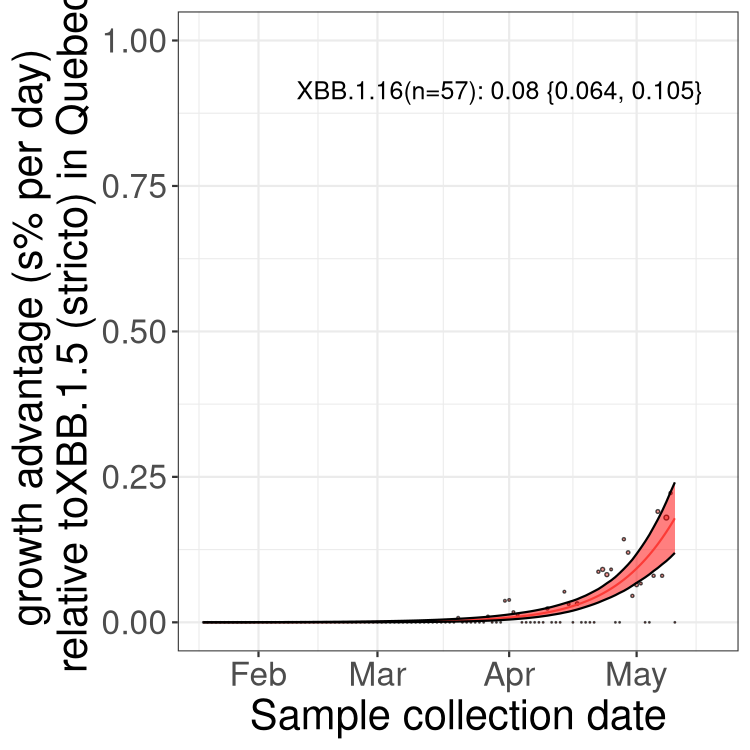 growth advantage (s% per day)
relative toXBB.1.5 (stricto) in Quebec
1.00
0.75
0.50
0.25
0.00
XBB.1.16(n=57): 0.08 {0.064, 0.105}
Feb Mar Apr May
Sample collection date